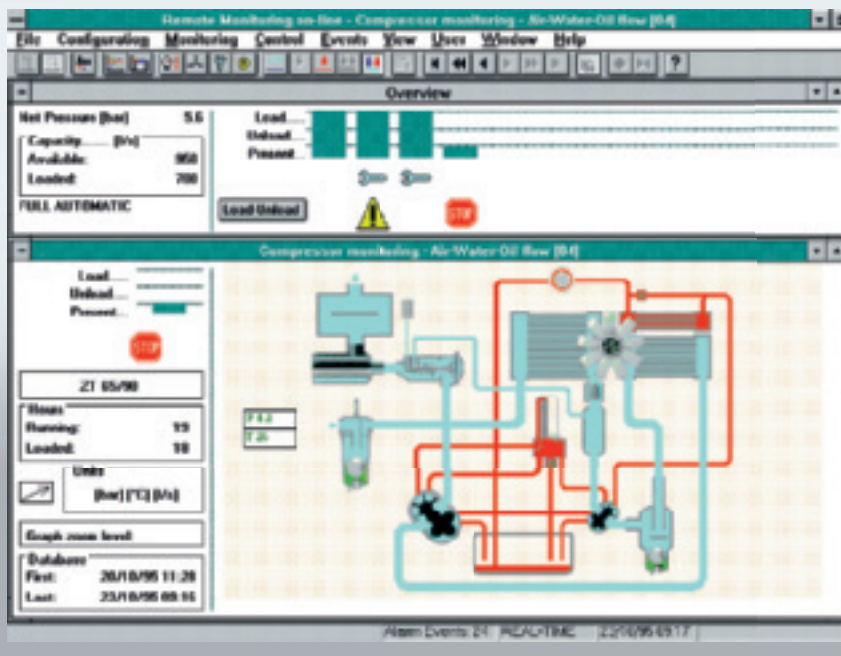 Remote Monitoring on-line - Compressor monitoring - Air-Water-Oil flow [04]
File Configuration Monitoring Control Events View User Window Help
?
Overview
Net Pressure (bar) 5.6
Capacity....... (l/s)
Available: 950
Loaded: 700
FULL AUTOMATIC
Load....
Unload....
Present...
Load-Unload
STOP
Compressor monitoring - Air-Water-Oil flow [04]
Load....
Unload....
Present...
STOP
ZT 65/90
Hours
Running: 19
Loaded: 18
Units
[bar] [°C] [l/s]
Graph zoom level:
Database
First: 20/10/95 11:20
Last: 23/10/95 09:16
Alarm Events: 24 REAL-TIME 23/10/95 09:17